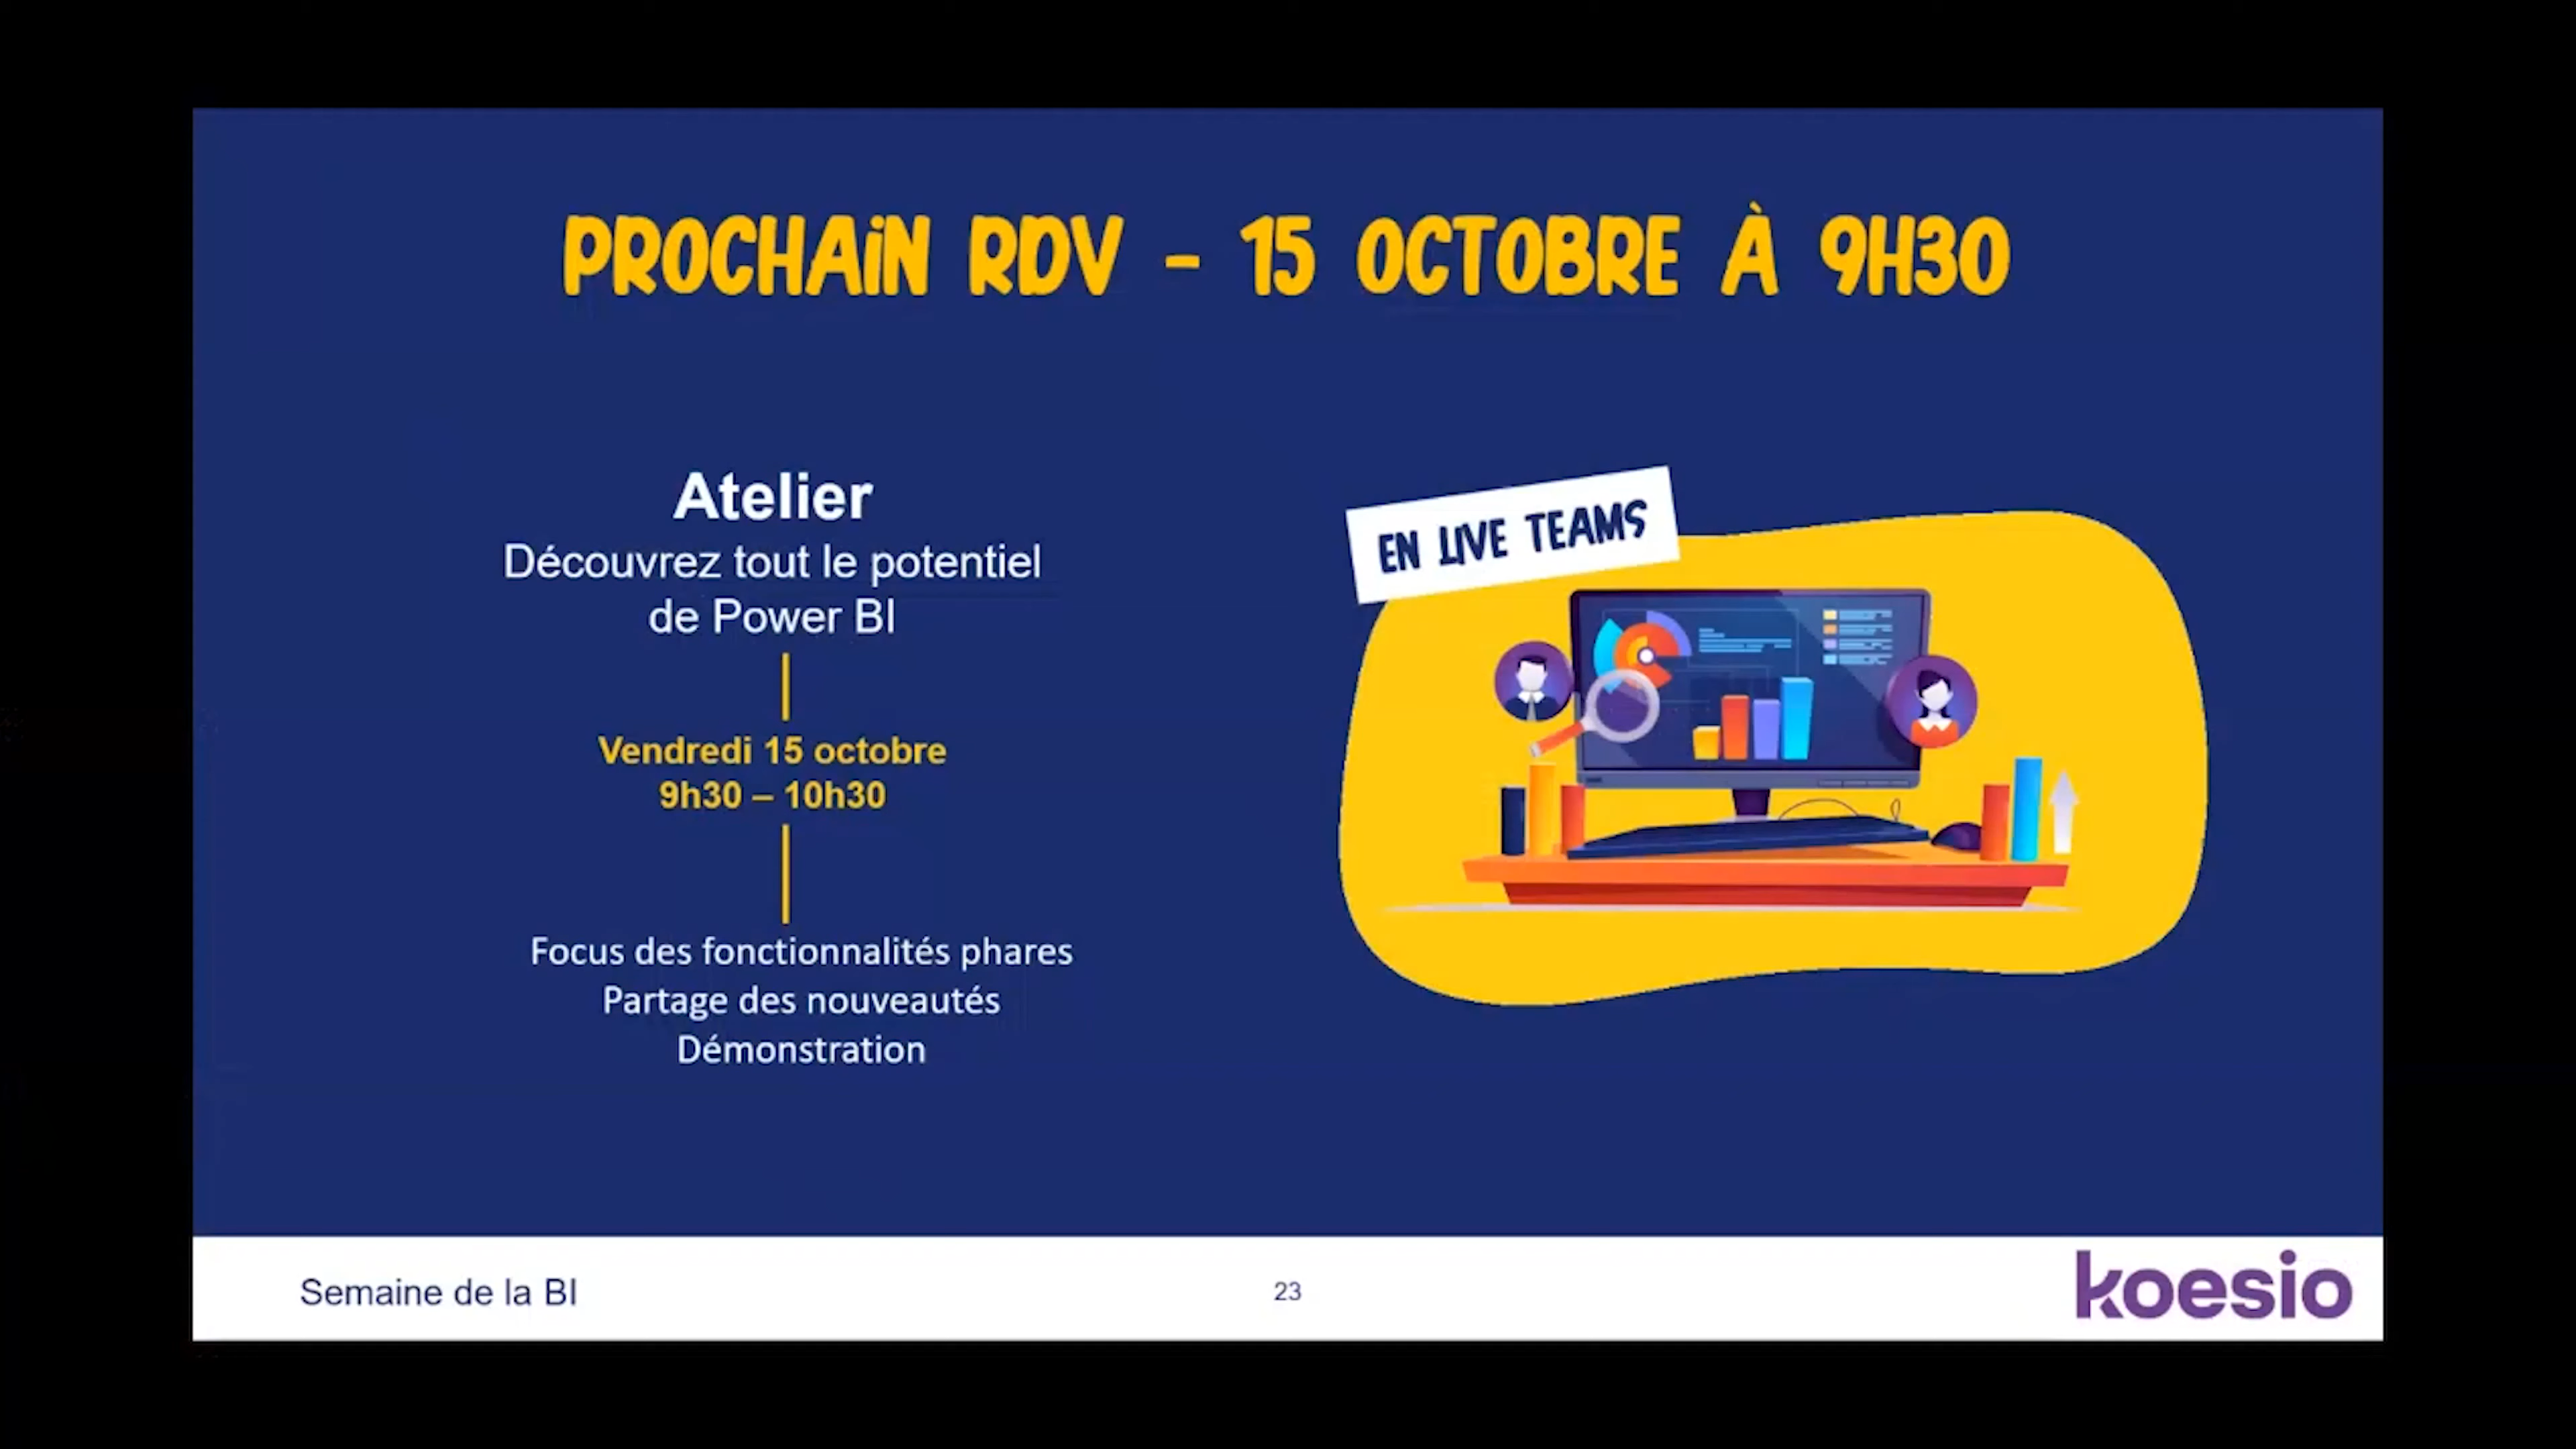 PROCHAiN RDV - 15 OCTOBRE À 9H30
Atelier
Découvrez tout le potentiel
de Power BI
Vendredi 15 octobre
9h30 – 10h30
Focus des fonctionnalités phares
Partage des nouveautés
Démonstration
EN LIVE TEAMS
Semaine de la BI
23
koesio